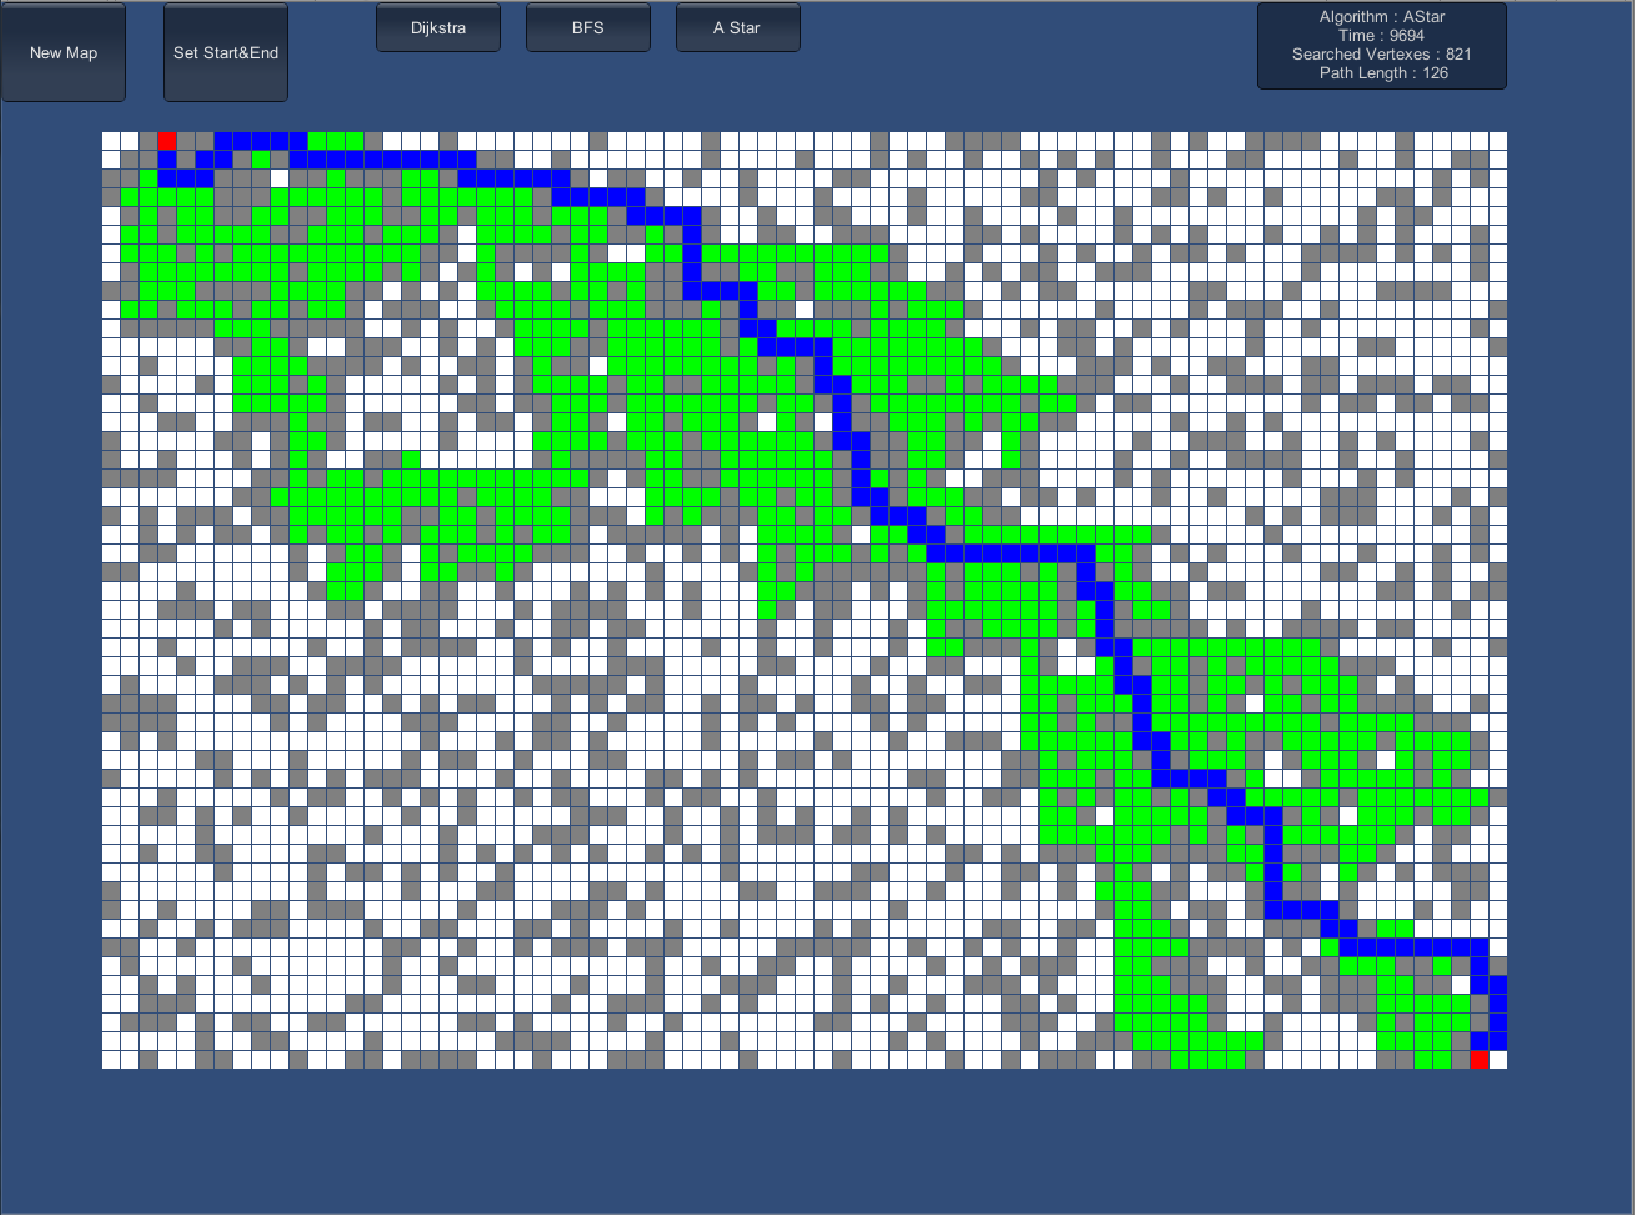 New Map
Set Start&End
Dijkstra
BFS
A Star
Algorithm : AStar
Time : 9694
Searched Vertexes : 821
Path Length : 126